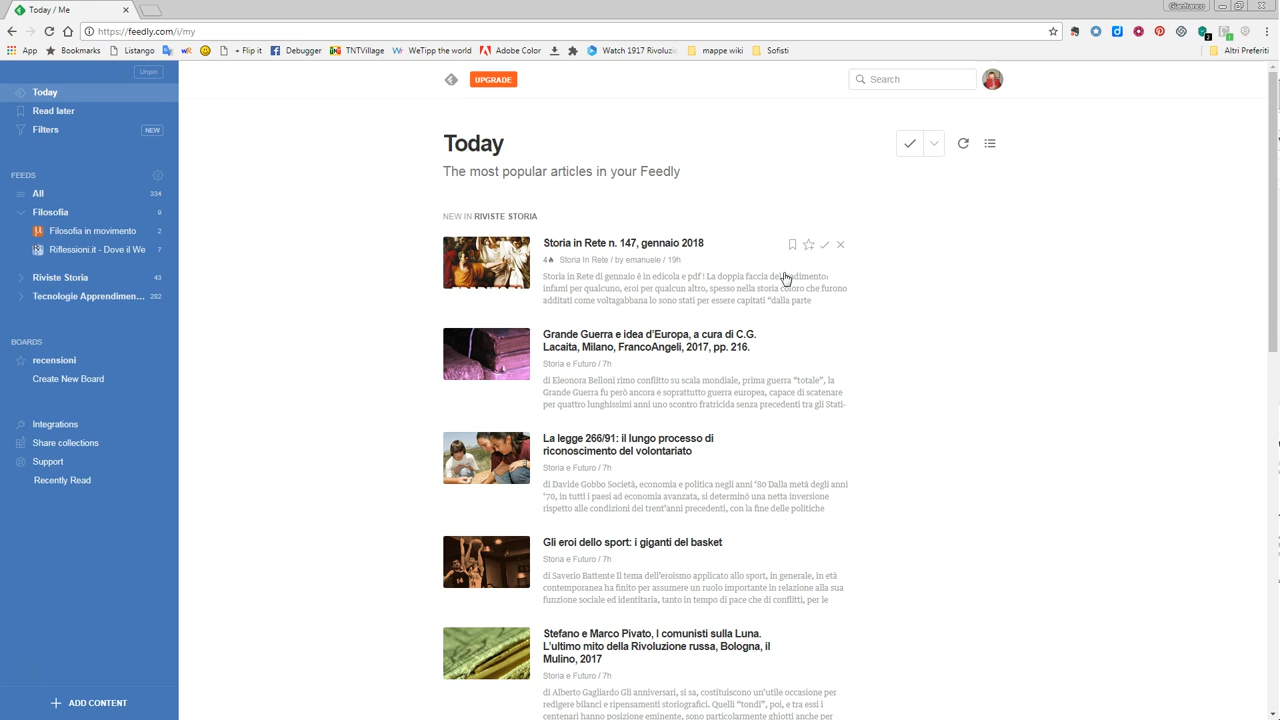 Today / Me
Gianfranco
https://feedly.com/i/my
App
Bookmarks
Listango
+ Flip it
Debugger
TNTVillage
WeTipp the world
Adobe Color
Watch 1917 Rivoluzio
mappe wiki
Sofisti
Altri Preferiti
Unpin
Today
Read later
Filters NEW
FEEDS
All 334
Filosofia 9
Filosofia in movimento 2
Riflessioni.it - Dove il We 7
Riviste Storia 43
Tecnologie Apprendimen... 282
BOARDS
recensioni
Create New Board
Integrations
Share collections
Support
Recently Read
ADD CONTENT
UPGRADE
Search
Today
The most popular articles in your Feedly
NEW IN RIVISTE STORIA
Storia in Rete n. 147, gennaio 2018
4 Storia In Rete / by emanuele / 19h
Storia in Rete di gennaio è in edicola e pdf! La doppia faccia del
infami per qualcuno, eroi per qualcun altro, spesso nella storia coloro che furono
additati come voltagabbana lo sono stati per essere capitati "dalla parte
Grande Guerra e idea d'Europa, a cura di C.G.
Lacaita, Milano, FrancoAngeli, 2017, pp. 216.
Storia e Futuro / 7h
di Eleonora Belloni rimo conflitto su scala mondiale, prima guerra "totale", la
Grande Guerra fu però ancora e soprattutto guerra europea, capace di scatenare
per quattro lunghissimi anni uno scontro fratricida senza precedenti tra gli Stati-
La legge 266/91: il lungo processo di
riconoscimento del volontariato
Storia e Futuro / 7h
di Davide Gobbo Società, economia e politica negli anni '80 Dalla metà degli anni
'70, in tutti i paesi ad economia avanzata, si determinò una netta inversione
rispetto alle condizioni dei trent'anni precedenti, con la fine delle politiche
Gli eroi dello sport: i giganti del basket
Storia e Futuro / 7h
di Saverio Battente Il tema dell'eroismo applicato allo sport, in generale, in età
contemporanea ha finito per assumere un ruolo importante in relazione alla sua
funzione sociale ed identitaria, tanto in tempo di pace che di conflitti, per le
Stefano e Marco Pivato, I comunisti sulla Luna.
L'ultimo mito della Rivoluzione russa, Bologna, il
Mulino, 2017
Storia e Futuro / 7h
di Alberto Gagliardo Gli anniversari, si sa, costituiscono un'utile occasione per
redigere bilanci e ripensamenti storiografici. Quelli "tondi", poi, e tra essi i
centenari hanno posizione eminente, sono particolarmente ghiotti anche per